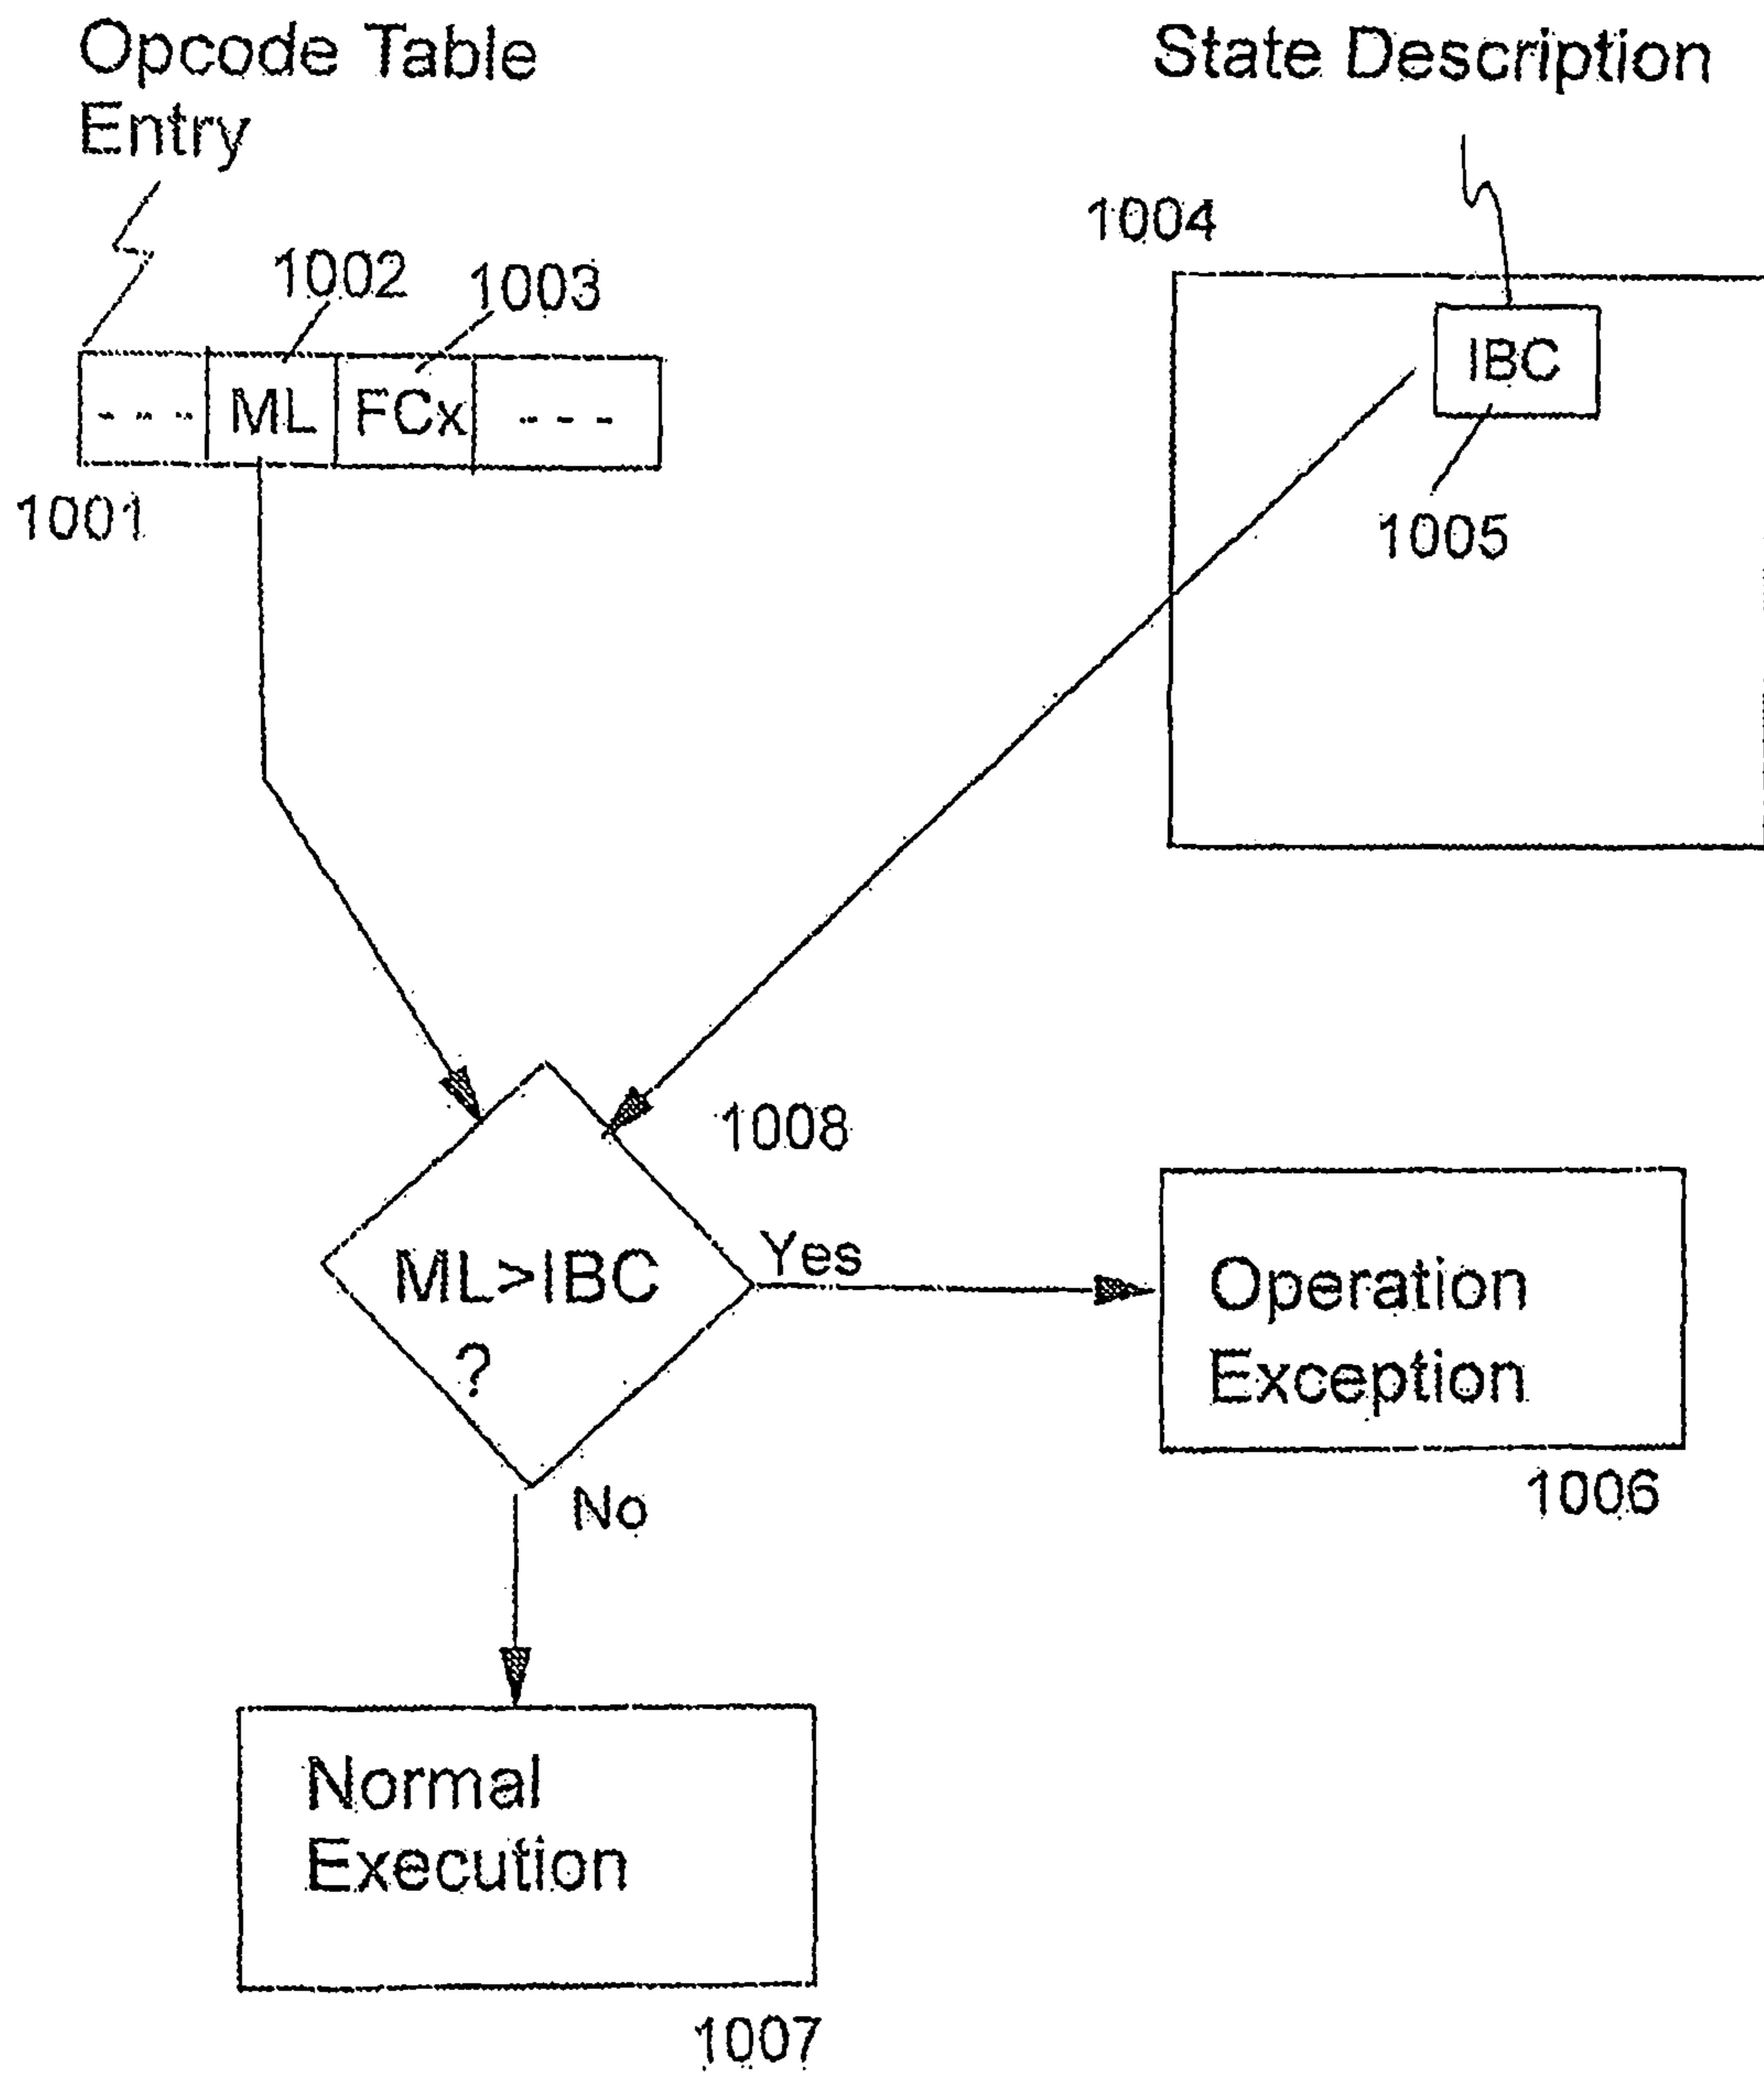 Opcode Table
Entry
State Description
1004
1002
1003
- - -
ML
FCx
- - -
IBC
1001
1005
1008
ML>IBC
?
Yes
Operation
Exception
1006
No
Normal
Execution
1007